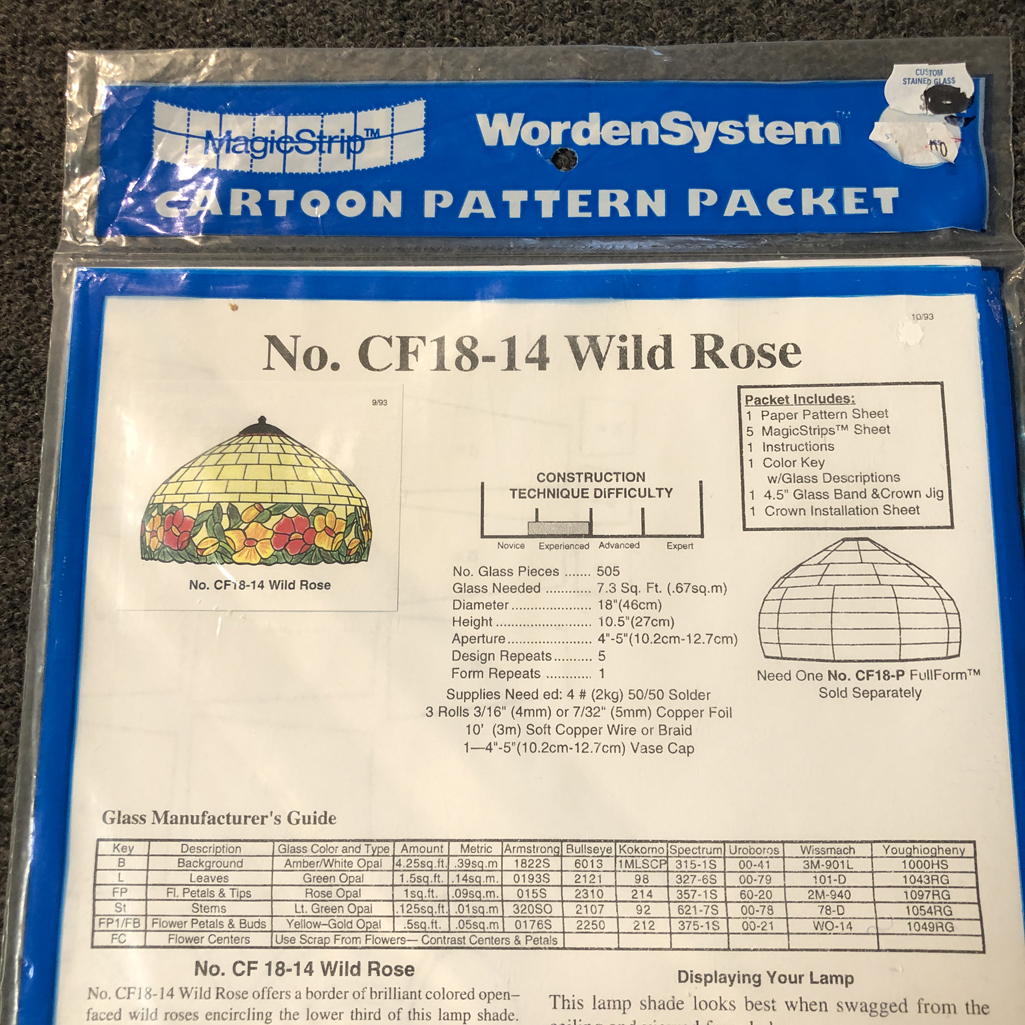 CUSTOM
STAINED GLASS
MagicStrip™
WordenSystem
CARTOON PATTERN PACKET
10/93
No. CF18-14 Wild Rose
9/93
No. CF18-14 Wild Rose
CONSTRUCTION
TECHNIQUE DIFFICULTY
Novice Experienced Advanced Expert
Packet Includes:
1 Paper Pattern Sheet
5 MagicStrips™ Sheet
1 Instructions
1 Color Key
w/Glass Descriptions
1 4.5" Glass Band &Crown Jig
1 Crown Installation Sheet
No. Glass Pieces ....... 505
Glass Needed ............ 7.3 Sq. Ft. (.67sq.m)
Diameter..................... 18"(46cm)
Height ......................... 10.5"(27cm)
Aperture...................... 4"-5"(10.2cm-12.7cm)
Design Repeats.......... 5
Form Repeats ............ 1
Supplies Need ed: 4 # (2kg) 50/50 Solder
3 Rolls 3/16" (4mm) or 7/32" (5mm) Copper Foil
10' (3m) Soft Copper Wire or Braid
1—4"-5"(10.2cm-12.7cm) Vase Cap
Need One No. CF18-P FullForm™
Sold Separately
Glass Manufacturer's Guide
Key Description Glass Color and Type Amount Metric Armstrong Bullseye Kokomo Spectrum Uroboros Wissmach Youghiogheny
B Background Amber/White Opal 4.25sq.ft. .39sq.m 1822S 6013 1MLSCP 315-1S 00-41 3M-901L 1000HS
L Leaves Green Opal 1.5sq.ft. .14sq.m. 0193S 2121 98 327-6S 00-79 101-D 1043RG
FP Fl. Petals & Tips Rose Opal 1sq.ft. .09sq.m. 015S 2310 214 357-1S 60-20 2M-940 1097RG
St Stems Lt. Green Opal .125sq.ft. .01sq.m 320SO 2107 92 621-7S 00-78 78-D 1054RG
FP1/FB Flower Petals & Buds Yellow–Gold Opal .5sq.ft. .05sq.m 0176S 2250 212 375-1S 00-21 WO-14 1049RG
FC Flower Centers Use Scrap From Flowers— Contrast Centers & Petals
No. CF 18-14 Wild Rose
No. CF18-14 Wild Rose offers a border of brilliant colored open–
faced wild roses encircling the lower third of this lamp shade.
Displaying Your Lamp
This lamp shade looks best when swagged from the